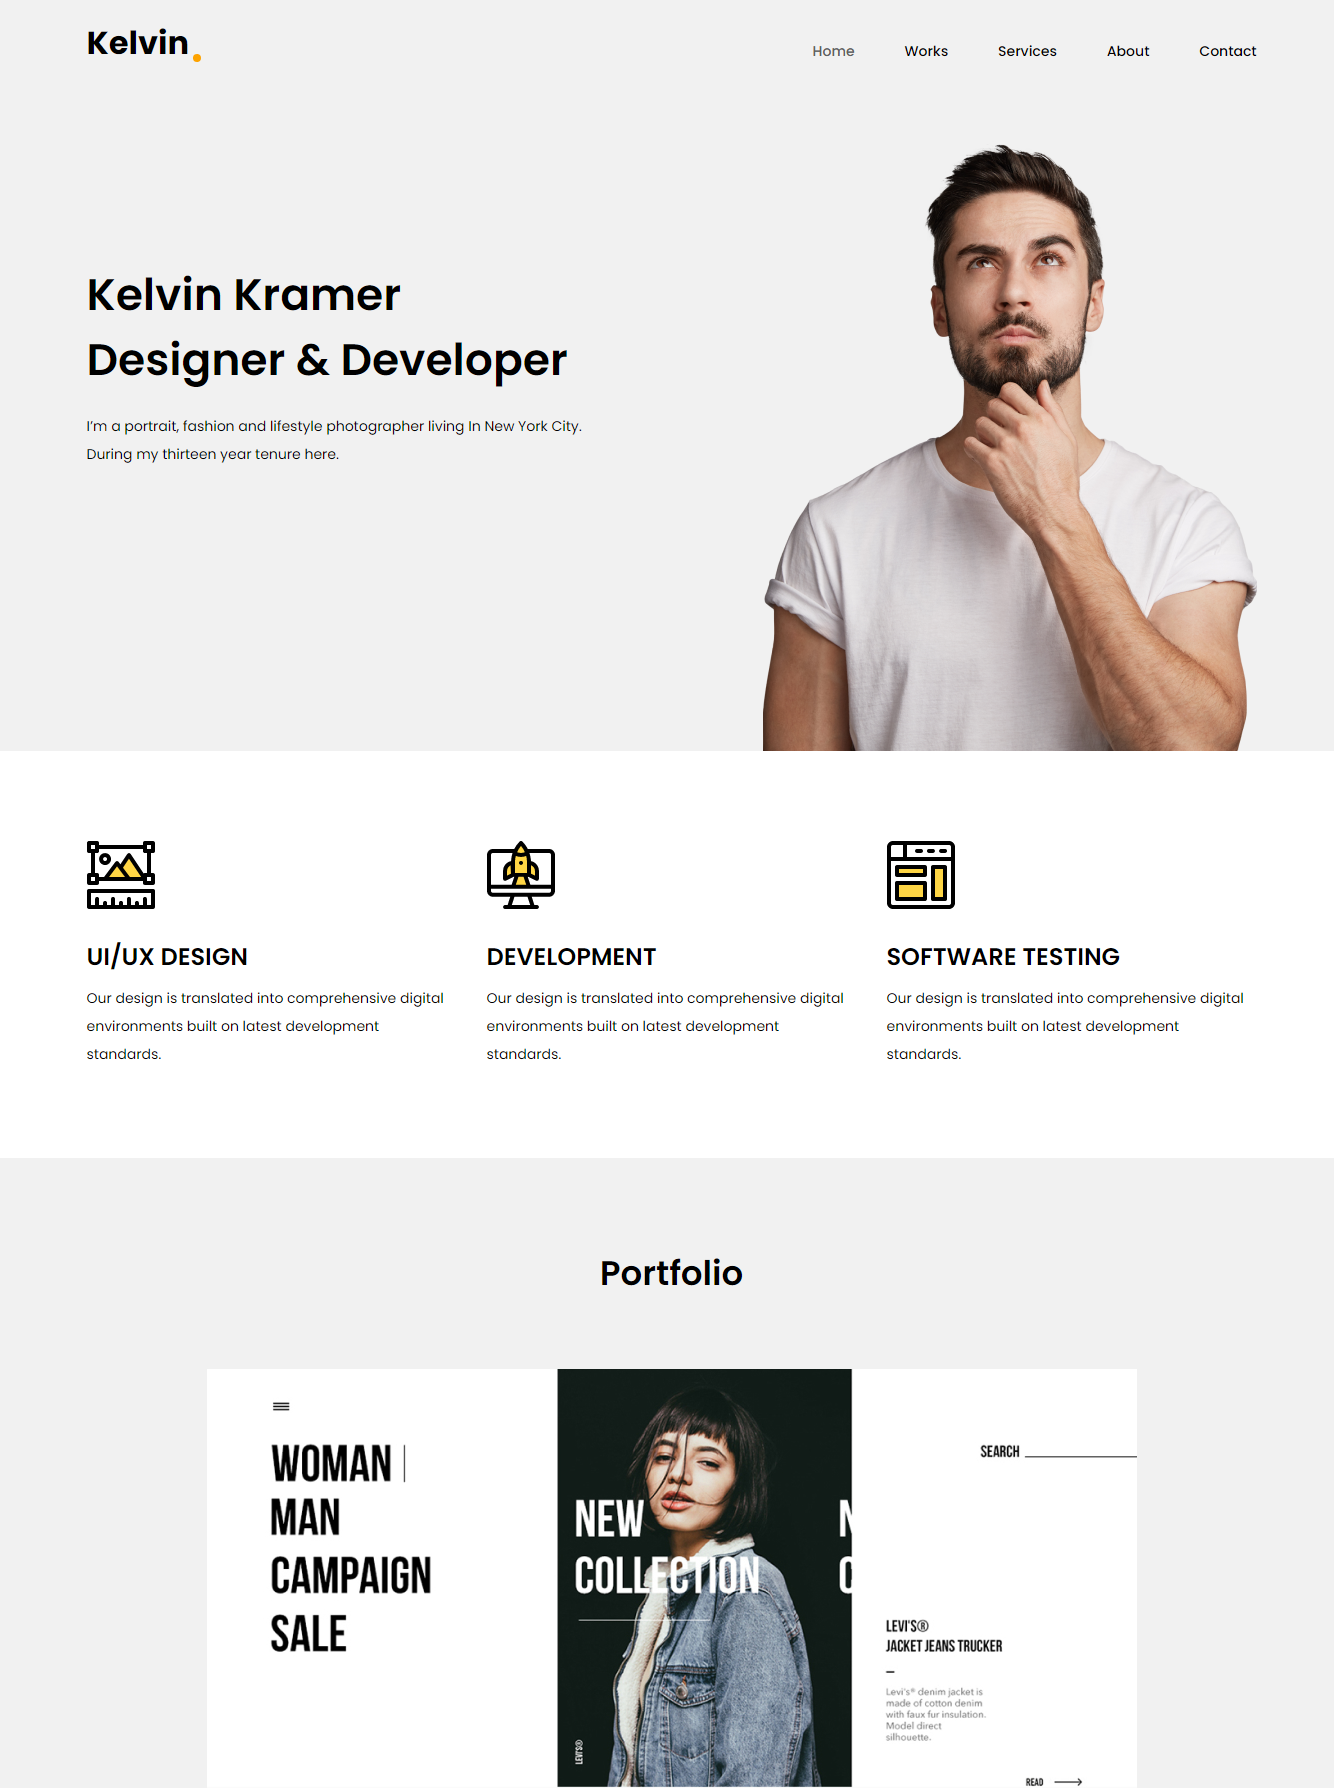 Kelvin.
Home Works Services About Contact
Kelvin Kramer
Designer & Developer
I'm a portrait, fashion and lifestyle photographer living In New York City.
During my thirteen year tenure here.
UI/UX DESIGN
Our design is translated into comprehensive digital
environments built on latest development
standards.
DEVELOPMENT
Our design is translated into comprehensive digital
environments built on latest development
standards.
SOFTWARE TESTING
Our design is translated into comprehensive digital
environments built on latest development
standards.
Portfolio
WOMAN
MAN
CAMPAIGN
SALE
NEW
COLLECTION
LEVI'S®
N
C
SEARCH
LEVI'S®
JACKET JEANS TRUCKER
Levi's® denim jacket is
made of cotton denim
with faux fur insulation.
Model direct
silhouette.
READ